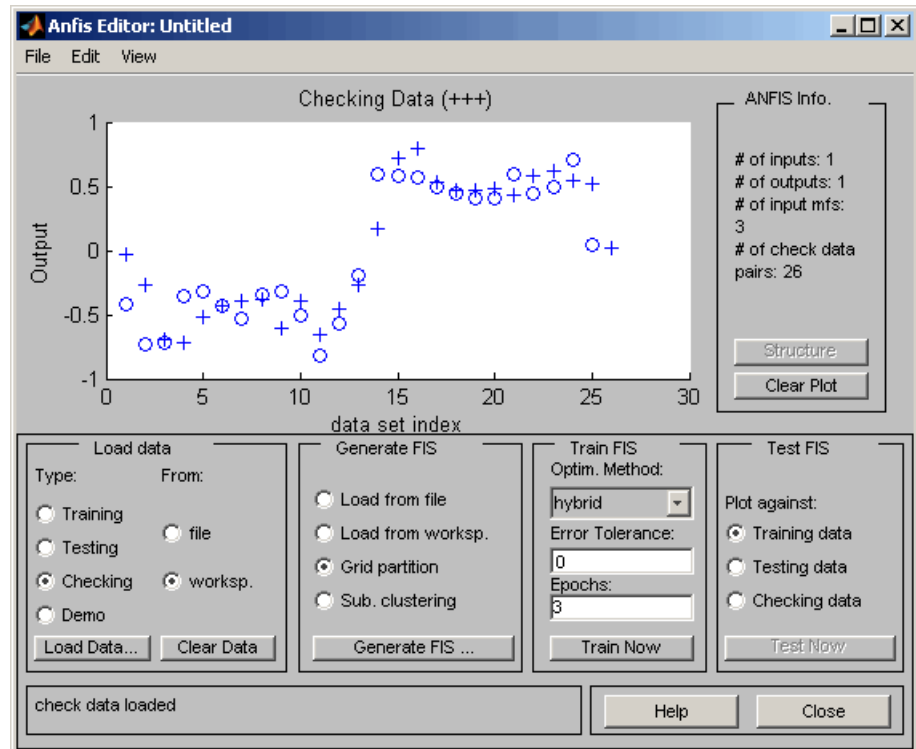 Anfis Editor: Untitled
File Edit View
Checking Data (+++)
1
0.5
0
-0.5
-1
Output
0 5 10 15 20 25 30
data set index
ANFIS Info.
# of inputs: 1
# of outputs: 1
# of input mfs:
3
# of check data
pairs: 26
Structure
Clear Plot
Load data
Type: From:
Training
Testing
Checking
Demo
file
worksp.
Load Data... Clear Data
Generate FIS
Load from file
Load from worksp.
Grid partition
Sub. clustering
Generate FIS ...
Train FIS
Optim. Method:
hybrid
Error Tolerance:
0
Epochs:
3
Train Now
Test FIS
Plot against:
Training data
Testing data
Checking data
Test Now
check data loaded
Help Close